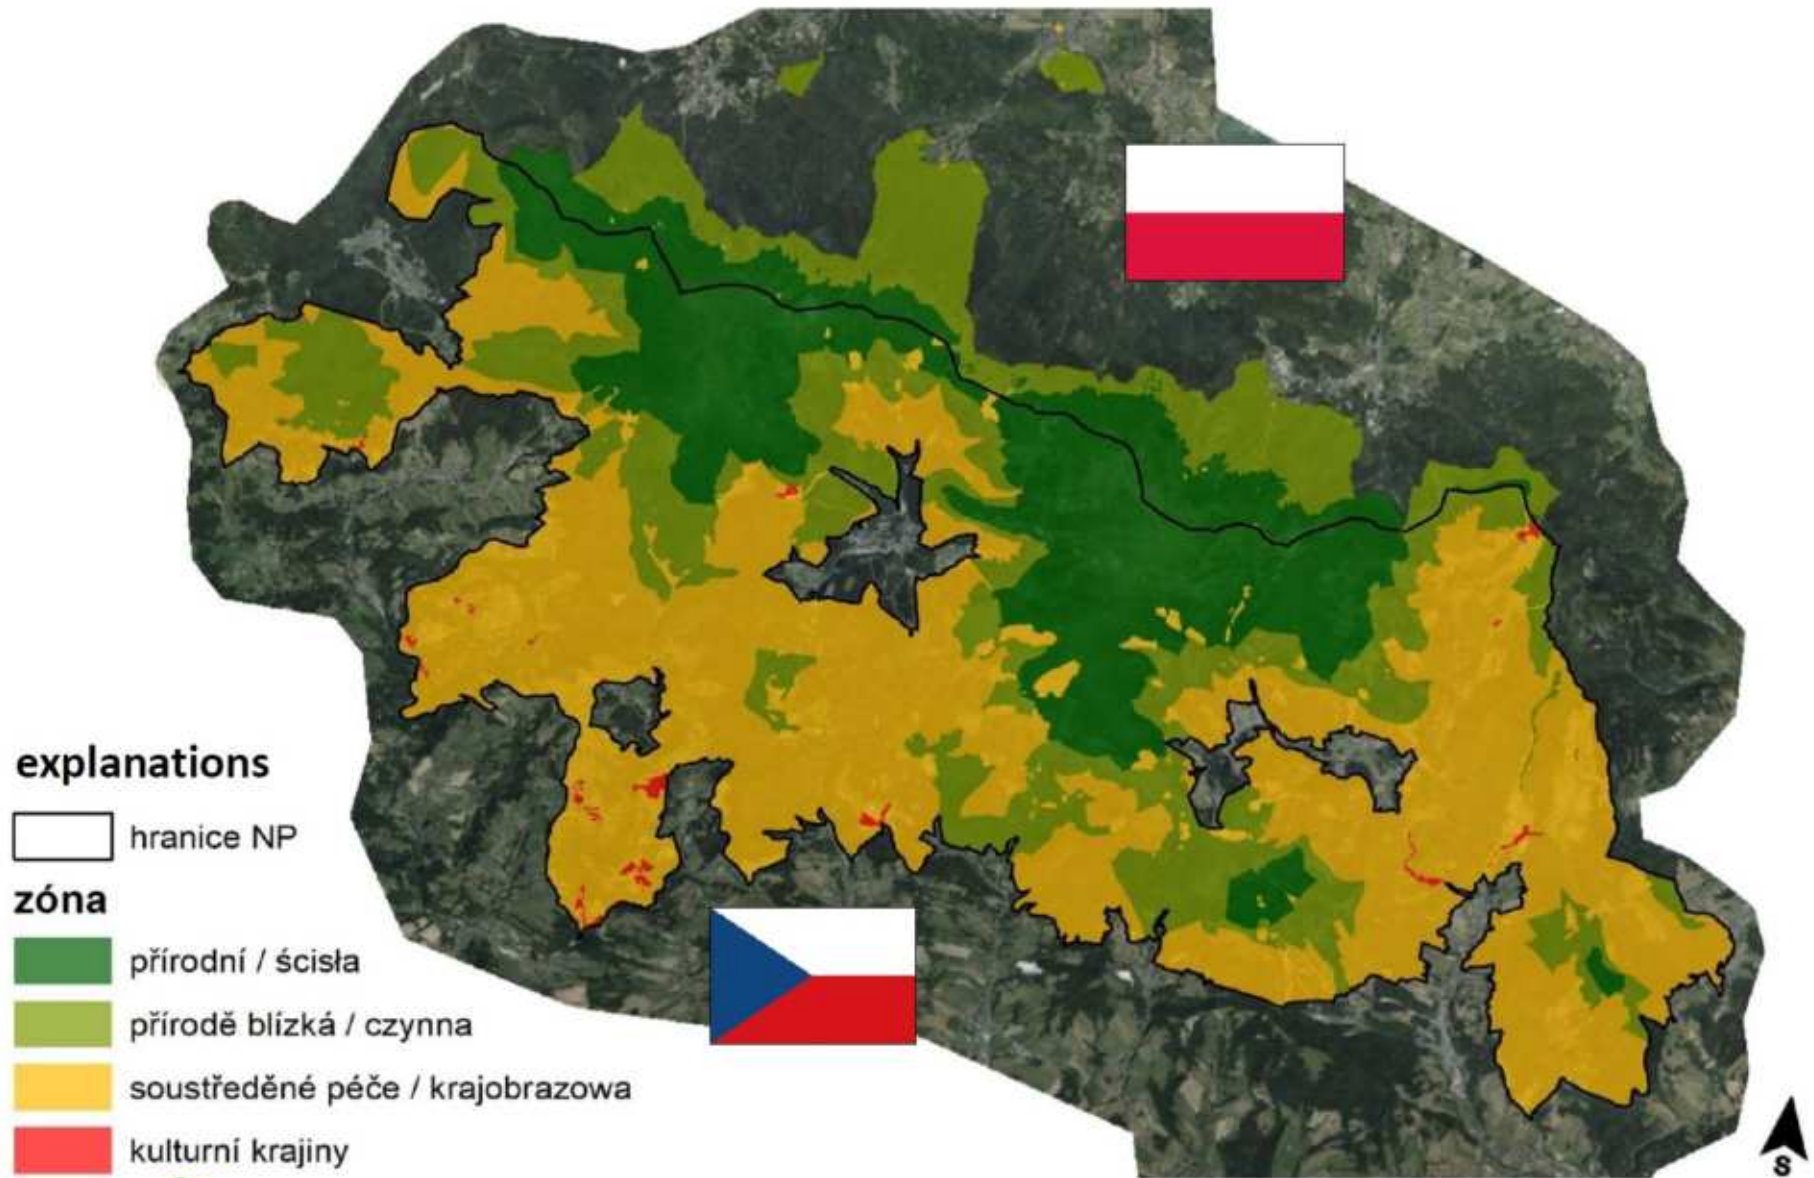 explanations
hranice NP
zóna
přírodní / ścisła
přírodě blízká / czynna
soustředěné péče / krajobrazowa
kulturní krajiny
S